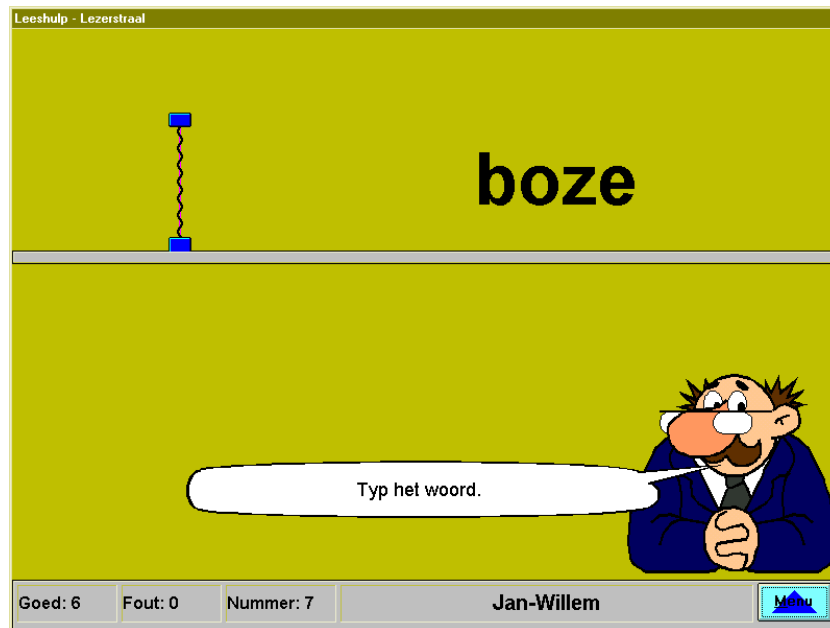 Leeshulp - Lezerstraal
boze
Typ het woord.
Goed: 6 Fout: 0 Nummer: 7 Jan-Willem Menu